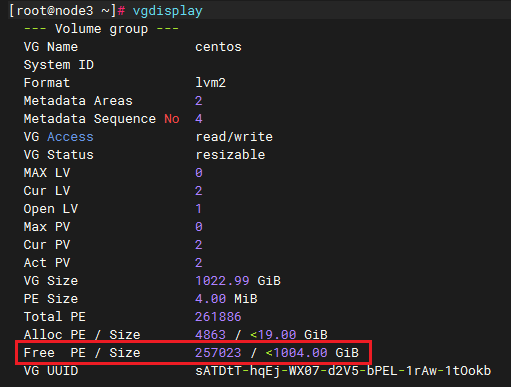 [root@node3 ~]# vgdisplay
--- Volume group ---
VG Name centos
System ID
Format lvm2
Metadata Areas 2
Metadata Sequence No 4
VG Access read/write
VG Status resizable
MAX LV 0
Cur LV 2
Open LV 1
Max PV 0
Cur PV 2
Act PV 2
VG Size 1022.99 GiB
PE Size 4.00 MiB
Total PE 261886
Alloc PE / Size 4863 / <19.00 GiB
Free PE / Size 257023 / <1004.00 GiB
VG UUID sATDtT-hqEj-WX07-d2V5-bPEL-1rAw-1tOokb